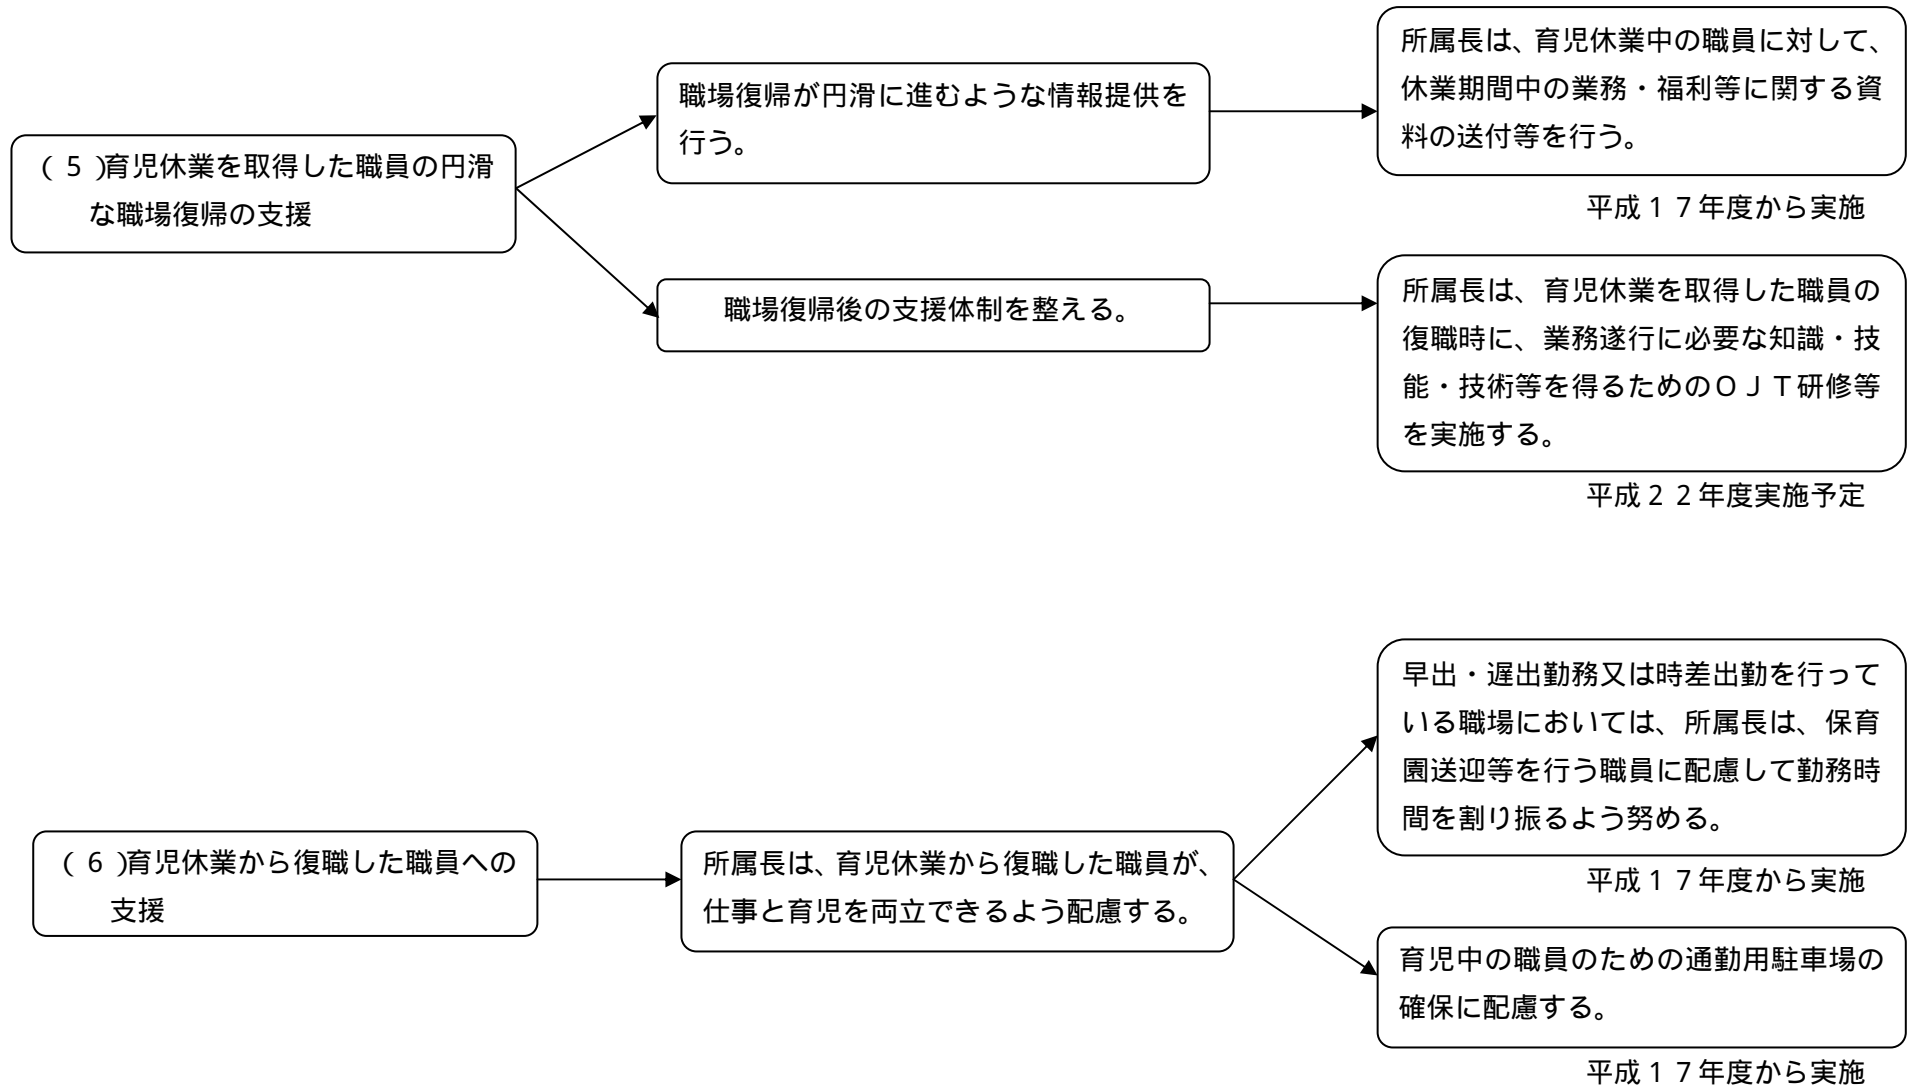 (５)育児休業を取得した職員の円滑
な職場復帰の支援
職場復帰が円滑に進むような情報提供を
行う。
所属長は、育児休業中の職員に対して、
休業期間中の業務・福利等に関する資
料の送付等を行う。
平成１７年度から実施
職場復帰後の支援体制を整える。
所属長は、育児休業を取得した職員の
復職時に、業務遂行に必要な知識・技
能・技術等を得るためのＯＪＴ研修等
を実施する。
平成２２年度実施予定
(６)育児休業から復職した職員への
支援
所属長は、育児休業から復職した職員が、
仕事と育児を両立できるよう配慮する。
早出・遅出勤務又は時差出勤を行って
いる職場においては、所属長は、保育
園送迎等を行う職員に配慮して勤務時
間を割り振るよう努める。
平成１７年度から実施
育児中の職員のための通勤用駐車場の
確保に配慮する。
平成１７年度から実施